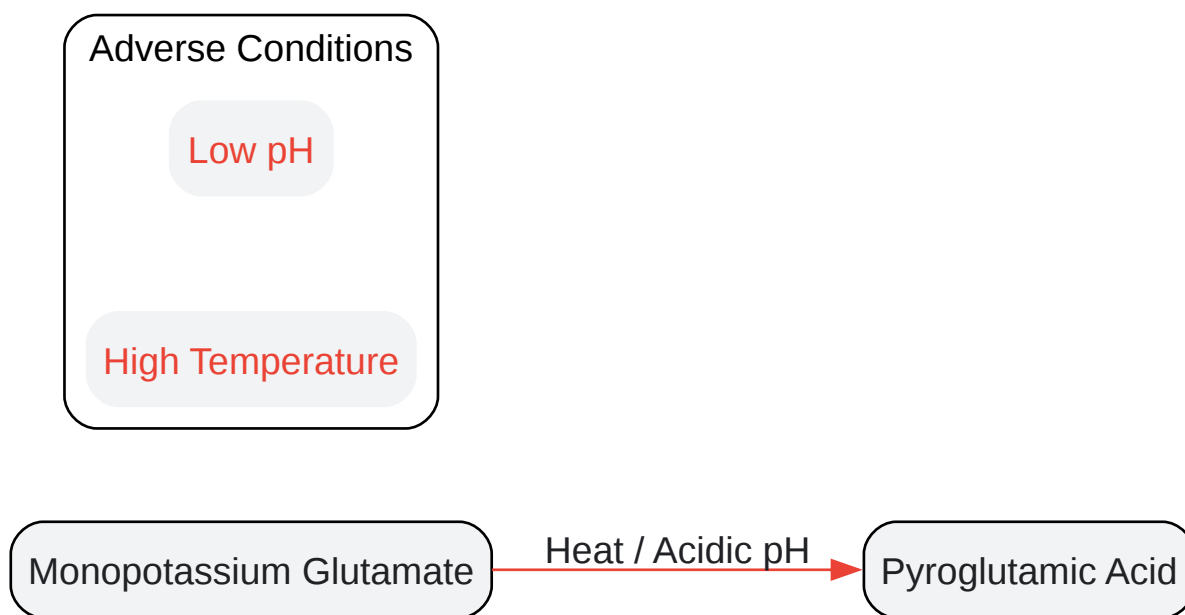 Adverse Conditions
Low pH
High Temperature
Heat / Acidic pH
Monopotassium Glutamate
Pyroglutamic Acid